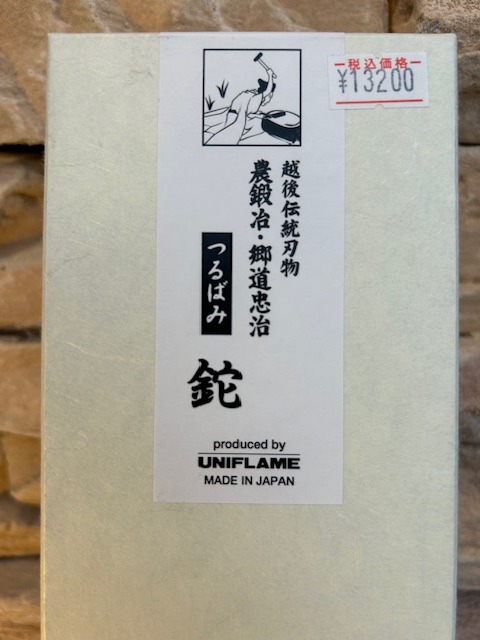 税込価格
¥13200
越後伝統刃物
農鍛冶・郷道忠治
つるばみ
鉈
produced by
UNIFLAME
MADE IN JAPAN